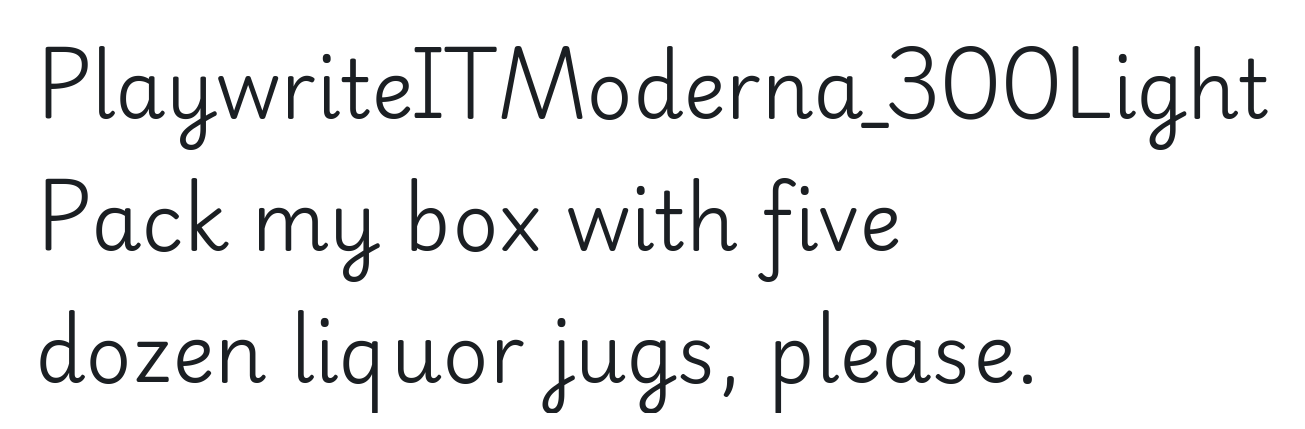 PlaywriteITModerna_300Light
Pack my box with five
dozen liquor jugs, please.